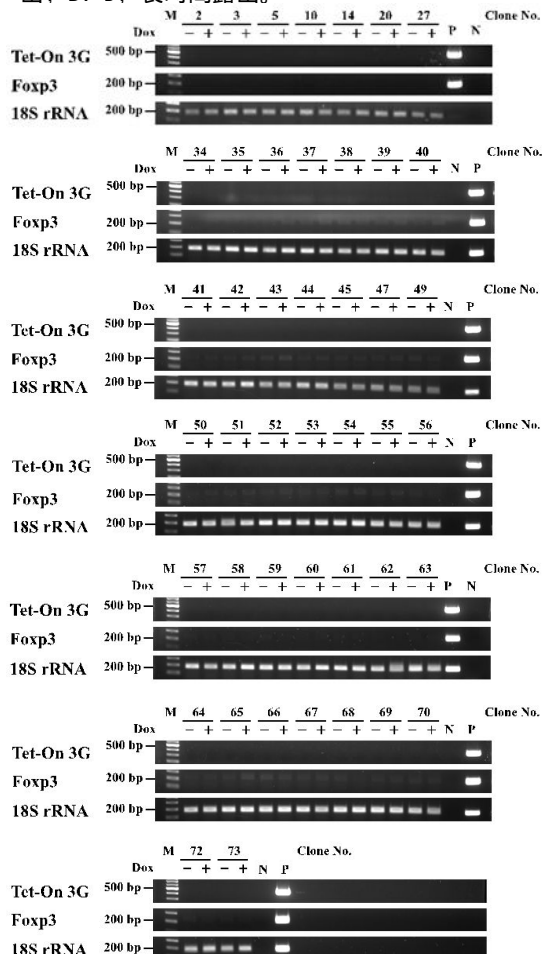 M 2 3 5 10 14 20 27 Clone No.
Dox – + – + – + – + – + – + – + P N
Tet-On 3G 500 bp
Foxp3 200 bp
18S rRNA 200 bp
M 34 35 36 37 38 39 40 Clone No.
Dox – + – + – + – + – + – + – + N P
Tet-On 3G 500 bp
Foxp3 200 bp
18S rRNA 200 bp
M 41 42 43 44 45 47 49 Clone No.
Dox – + – + – + – + – + – + – + N P
Tet-On 3G 500 bp
Foxp3 200 bp
18S rRNA 200 bp
M 50 51 52 53 54 55 56 Clone No.
Dox – + – + – + – + – + – + – + N P
Tet-On 3G 500 bp
Foxp3 200 bp
18S rRNA 200 bp
M 57 58 59 60 61 62 63 Clone No.
Dox – + – + – + – + – + – + – + P N
Tet-On 3G 500 bp
Foxp3 200 bp
18S rRNA 200 bp
M 64 65 66 67 68 69 70 Clone No.
Dox – + – + – + – + – + – + – + N P
Tet-On 3G 500 bp
Foxp3 200 bp
18S rRNA 200 bp
M 72 73 Clone No.
Dox – + – + N P
Tet-On 3G 500 bp
Foxp3 200 bp
18S rRNA 200 bp